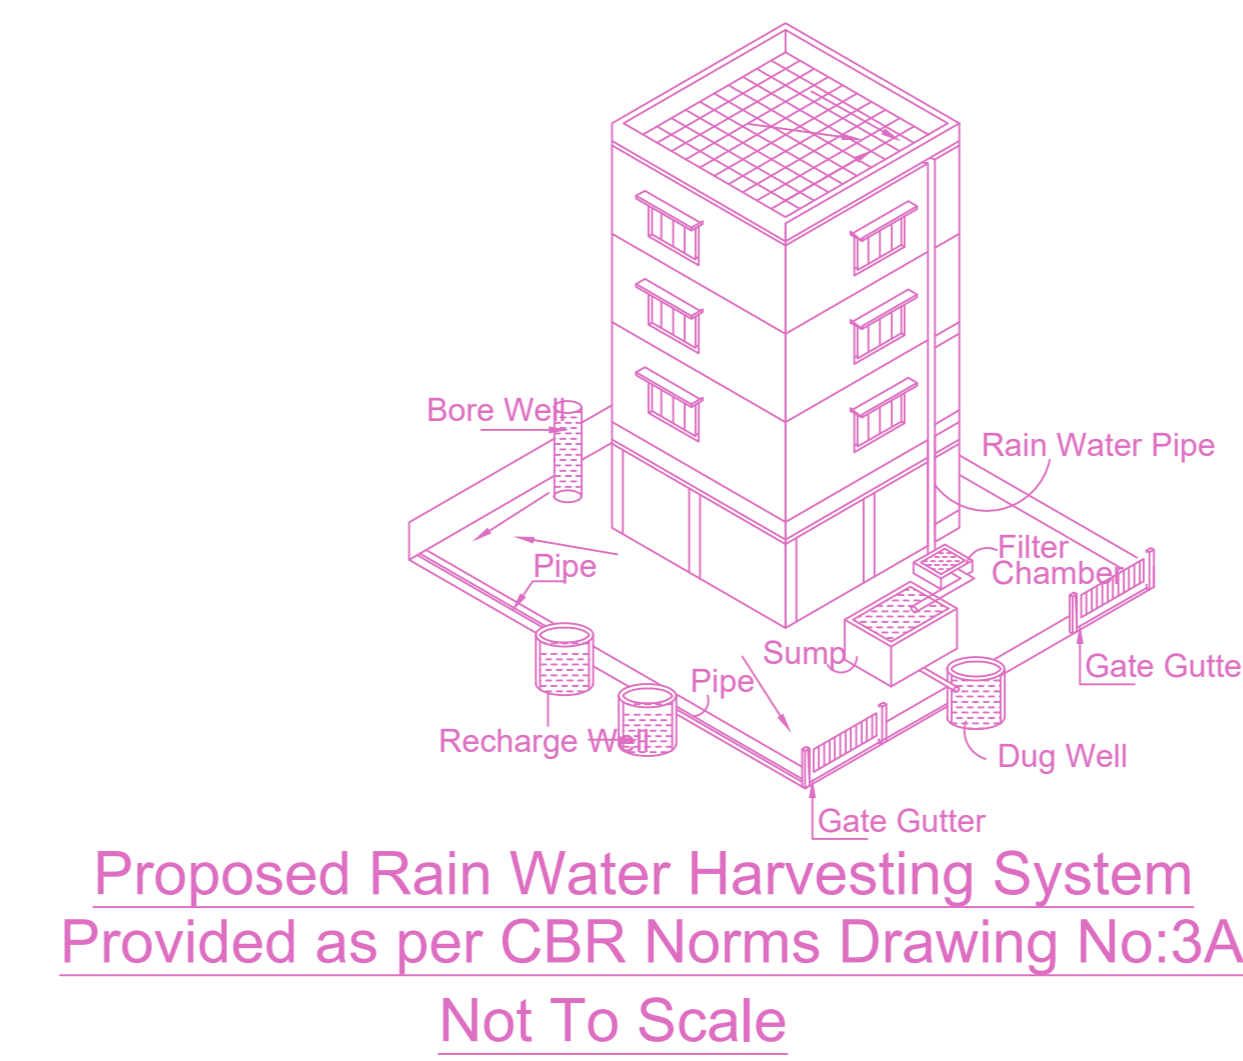 Bore Well
Rain Water Pipe
Filter
Chamber
Pipe
Sump
Gate Gutte
Pipe
Recharge Well
Dug Well
Gate Gutter
Proposed Rain Water Harvesting System
Provided as per CBR Norms Drawing No:3A
Not To Scale